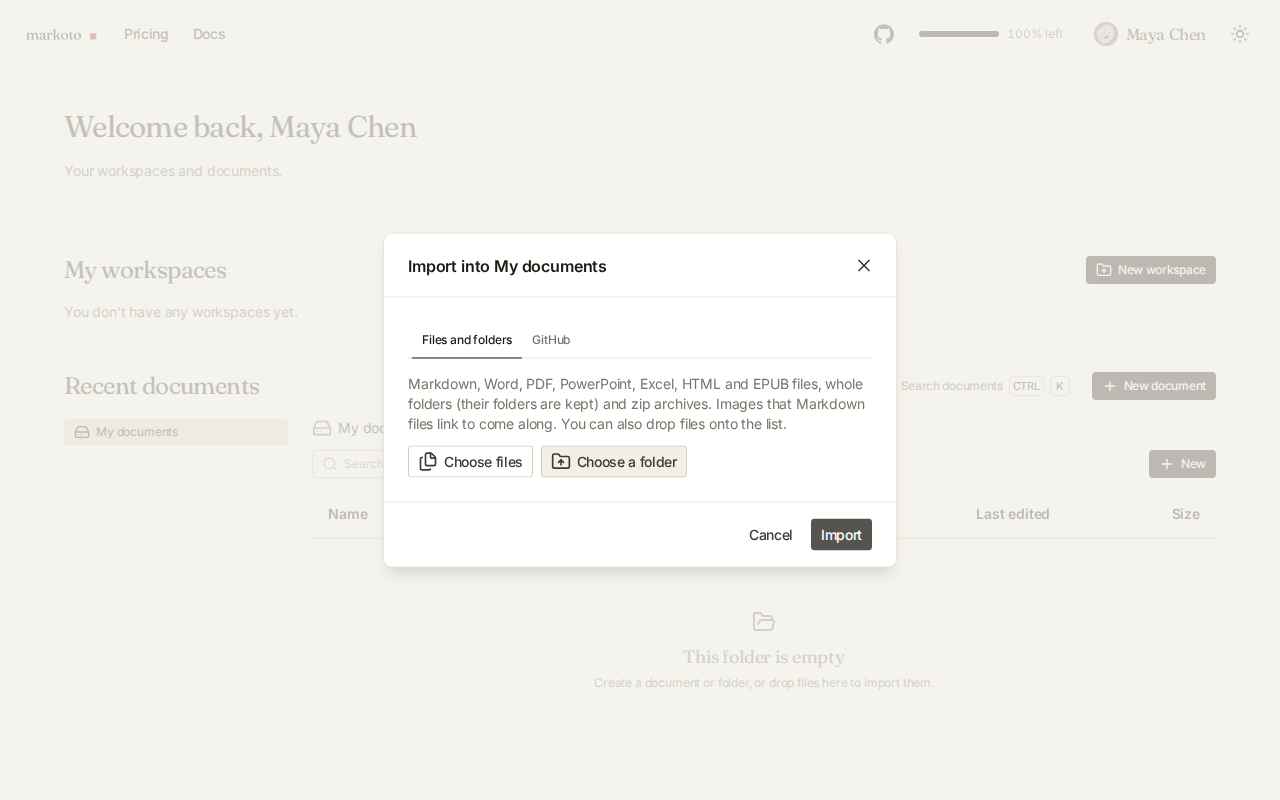 markoto
Pricing
Docs
100% left
Maya Chen
Welcome back, Maya Chen
Your workspaces and documents.
My workspaces
New workspace
You don't have any workspaces yet.
Import into My documents
Files and folders
GitHub
Markdown, Word, PDF, PowerPoint, Excel, HTML and EPUB files, whole
folders (their folders are kept) and zip archives. Images that Markdown
files link to come along. You can also drop files onto the list.
Choose files
Choose a folder
Cancel
Import
Recent documents
Search documents
CTRL
K
New document
My documents
My doc
Search
New
Name
Last edited
Size
This folder is empty
Create a document or folder, or drop files here to import them.